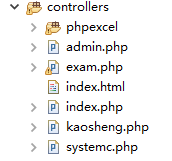 controllers
phpexcel
admin.php
exam.php
index.html
index.php
kaosheng.php
systemc.php